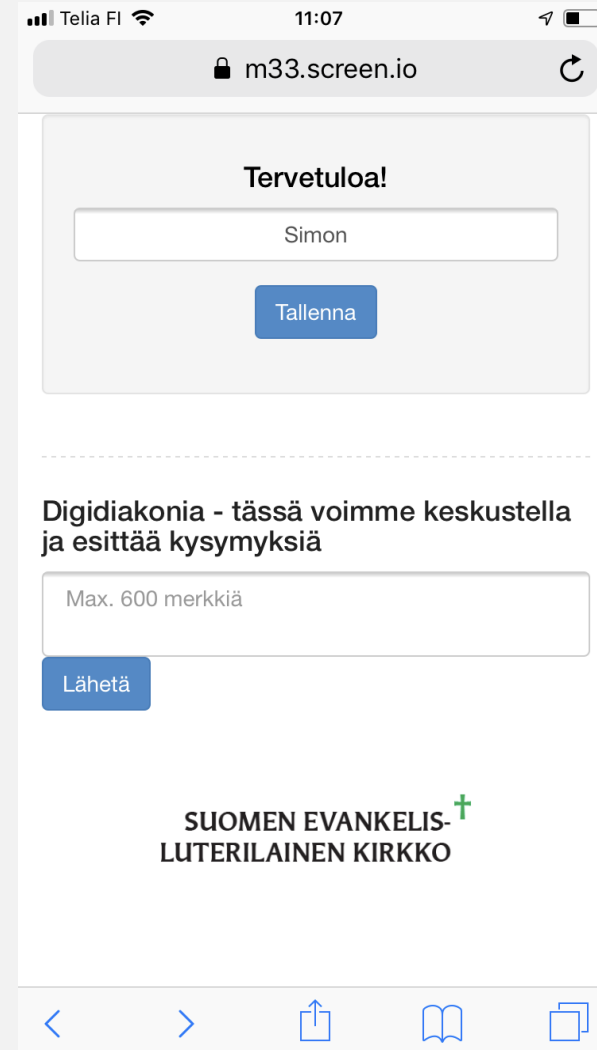 Telia FI 11:07
m33.screen.io
Tervetuloa!
Simon
Tallenna
Digidiakonia - tässä voimme keskustella
ja esittää kysymyksiä
Max. 600 merkkiä
Lähetä
SUOMEN EVANKELIS-
LUTERILAINEN KIRKKO